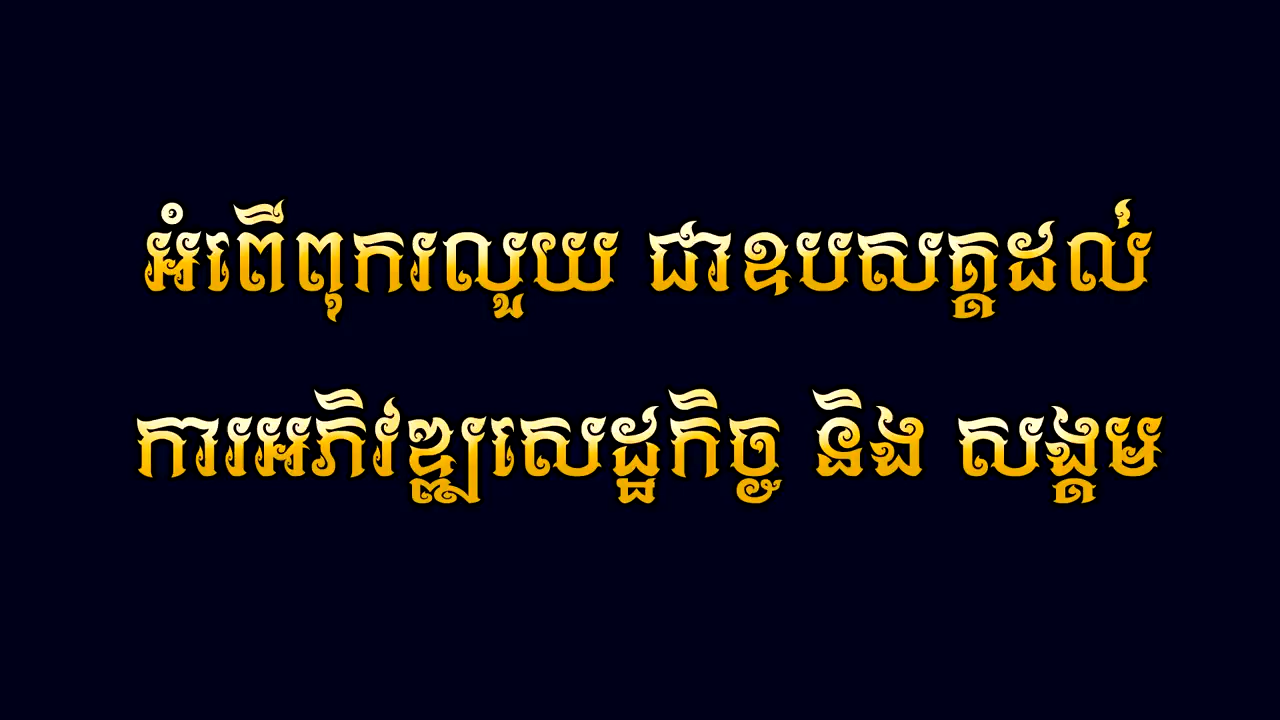 អំពើពុករលួយ ជាឧបសគ្គដល់
ការអភិវឌ្ឍសេដ្ឋកិច្ច និង សង្គម